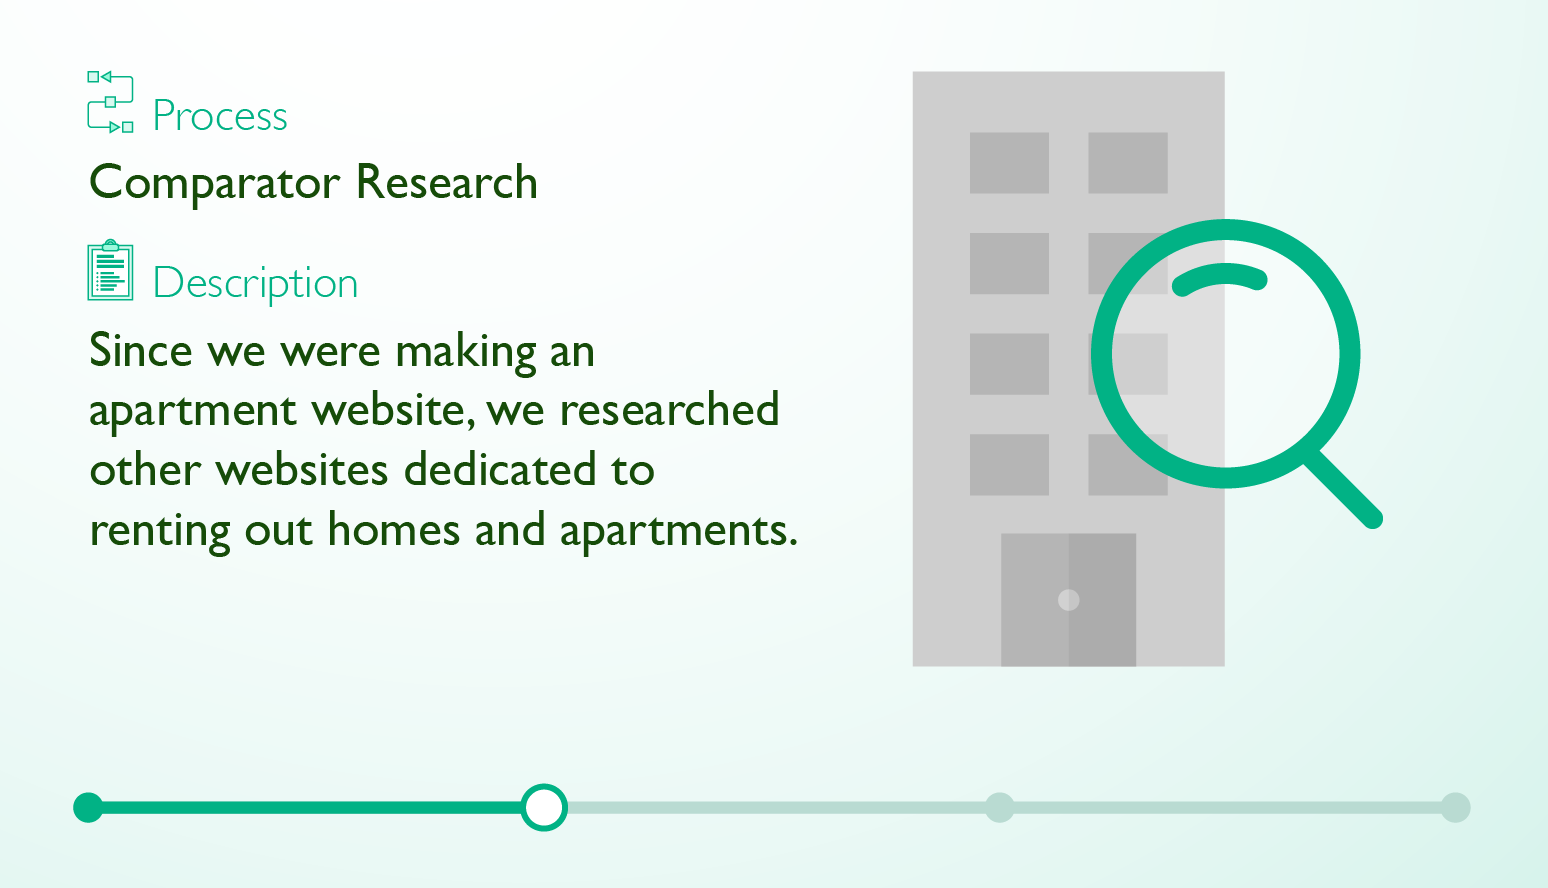 Process
Comparator Research
Description
Since we were making an
apartment website, we researched
other websites dedicated to
renting out homes and apartments.